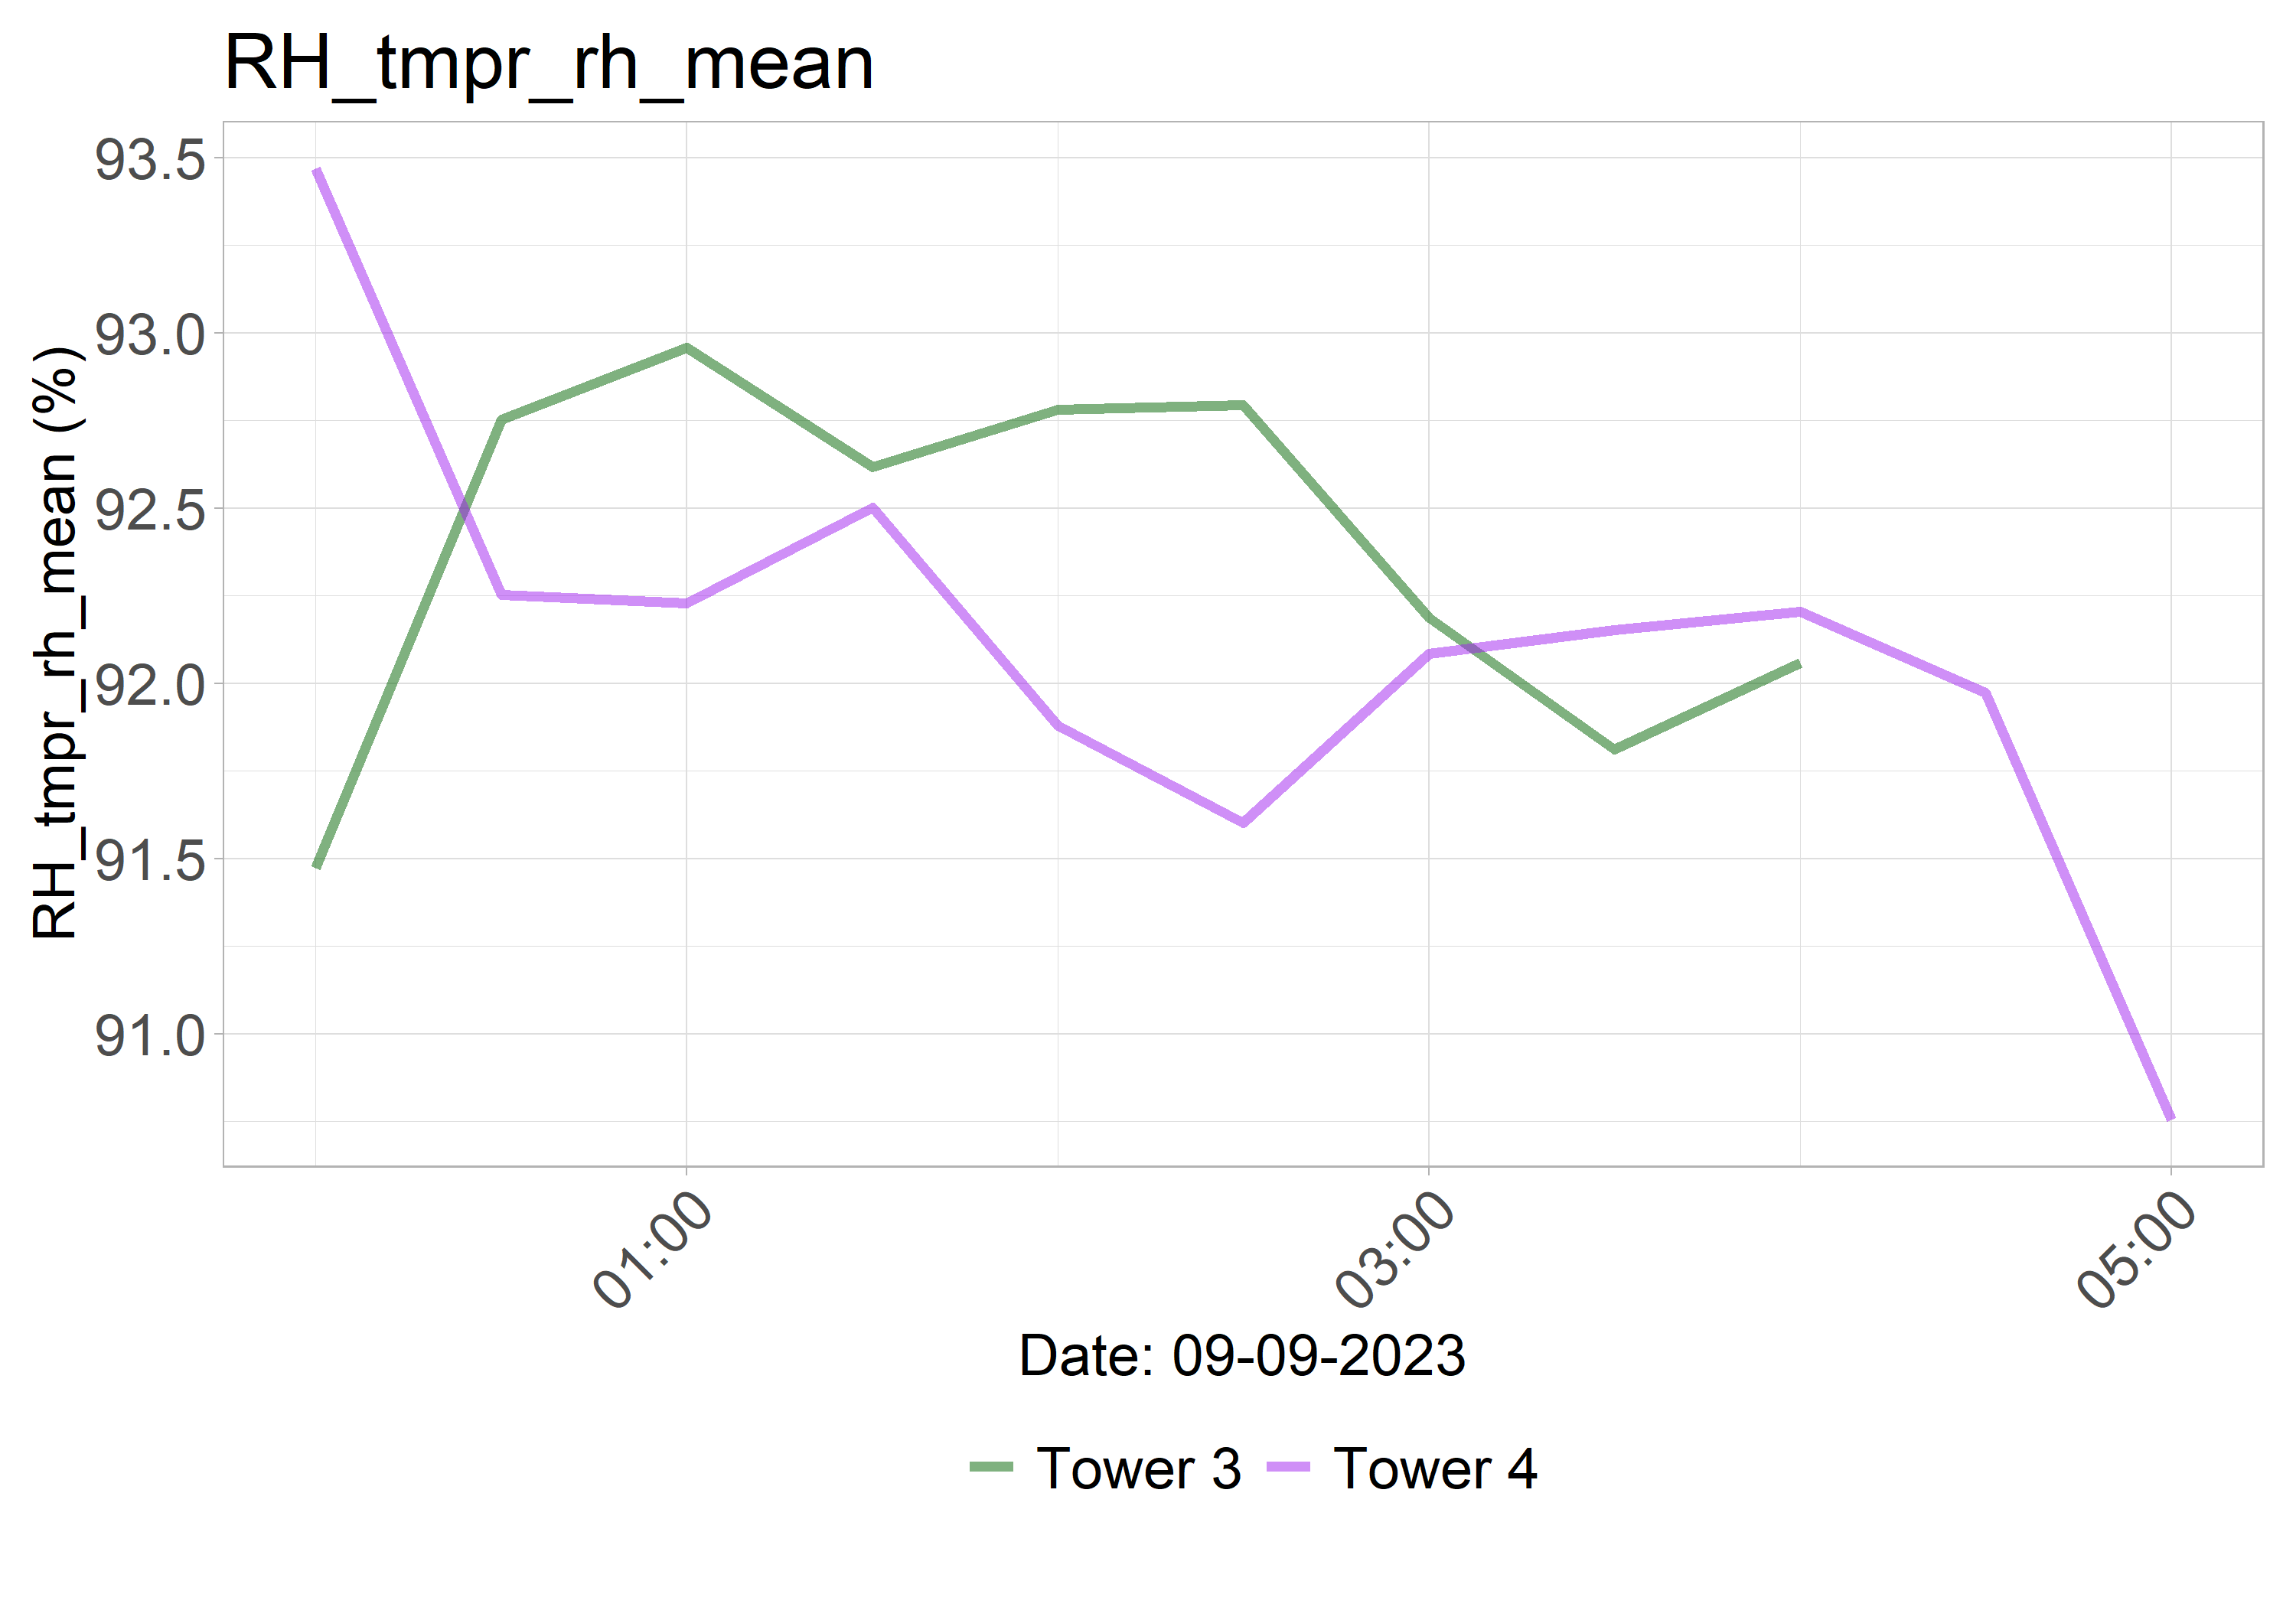 RH_tmpr_rh_mean
RH_tmpr_rh_mean (%)
93.5
93.0
92.5
92.0
91.5
91.0
01:00
03:00
05:00
Date: 09-09-2023
Tower 3
Tower 4